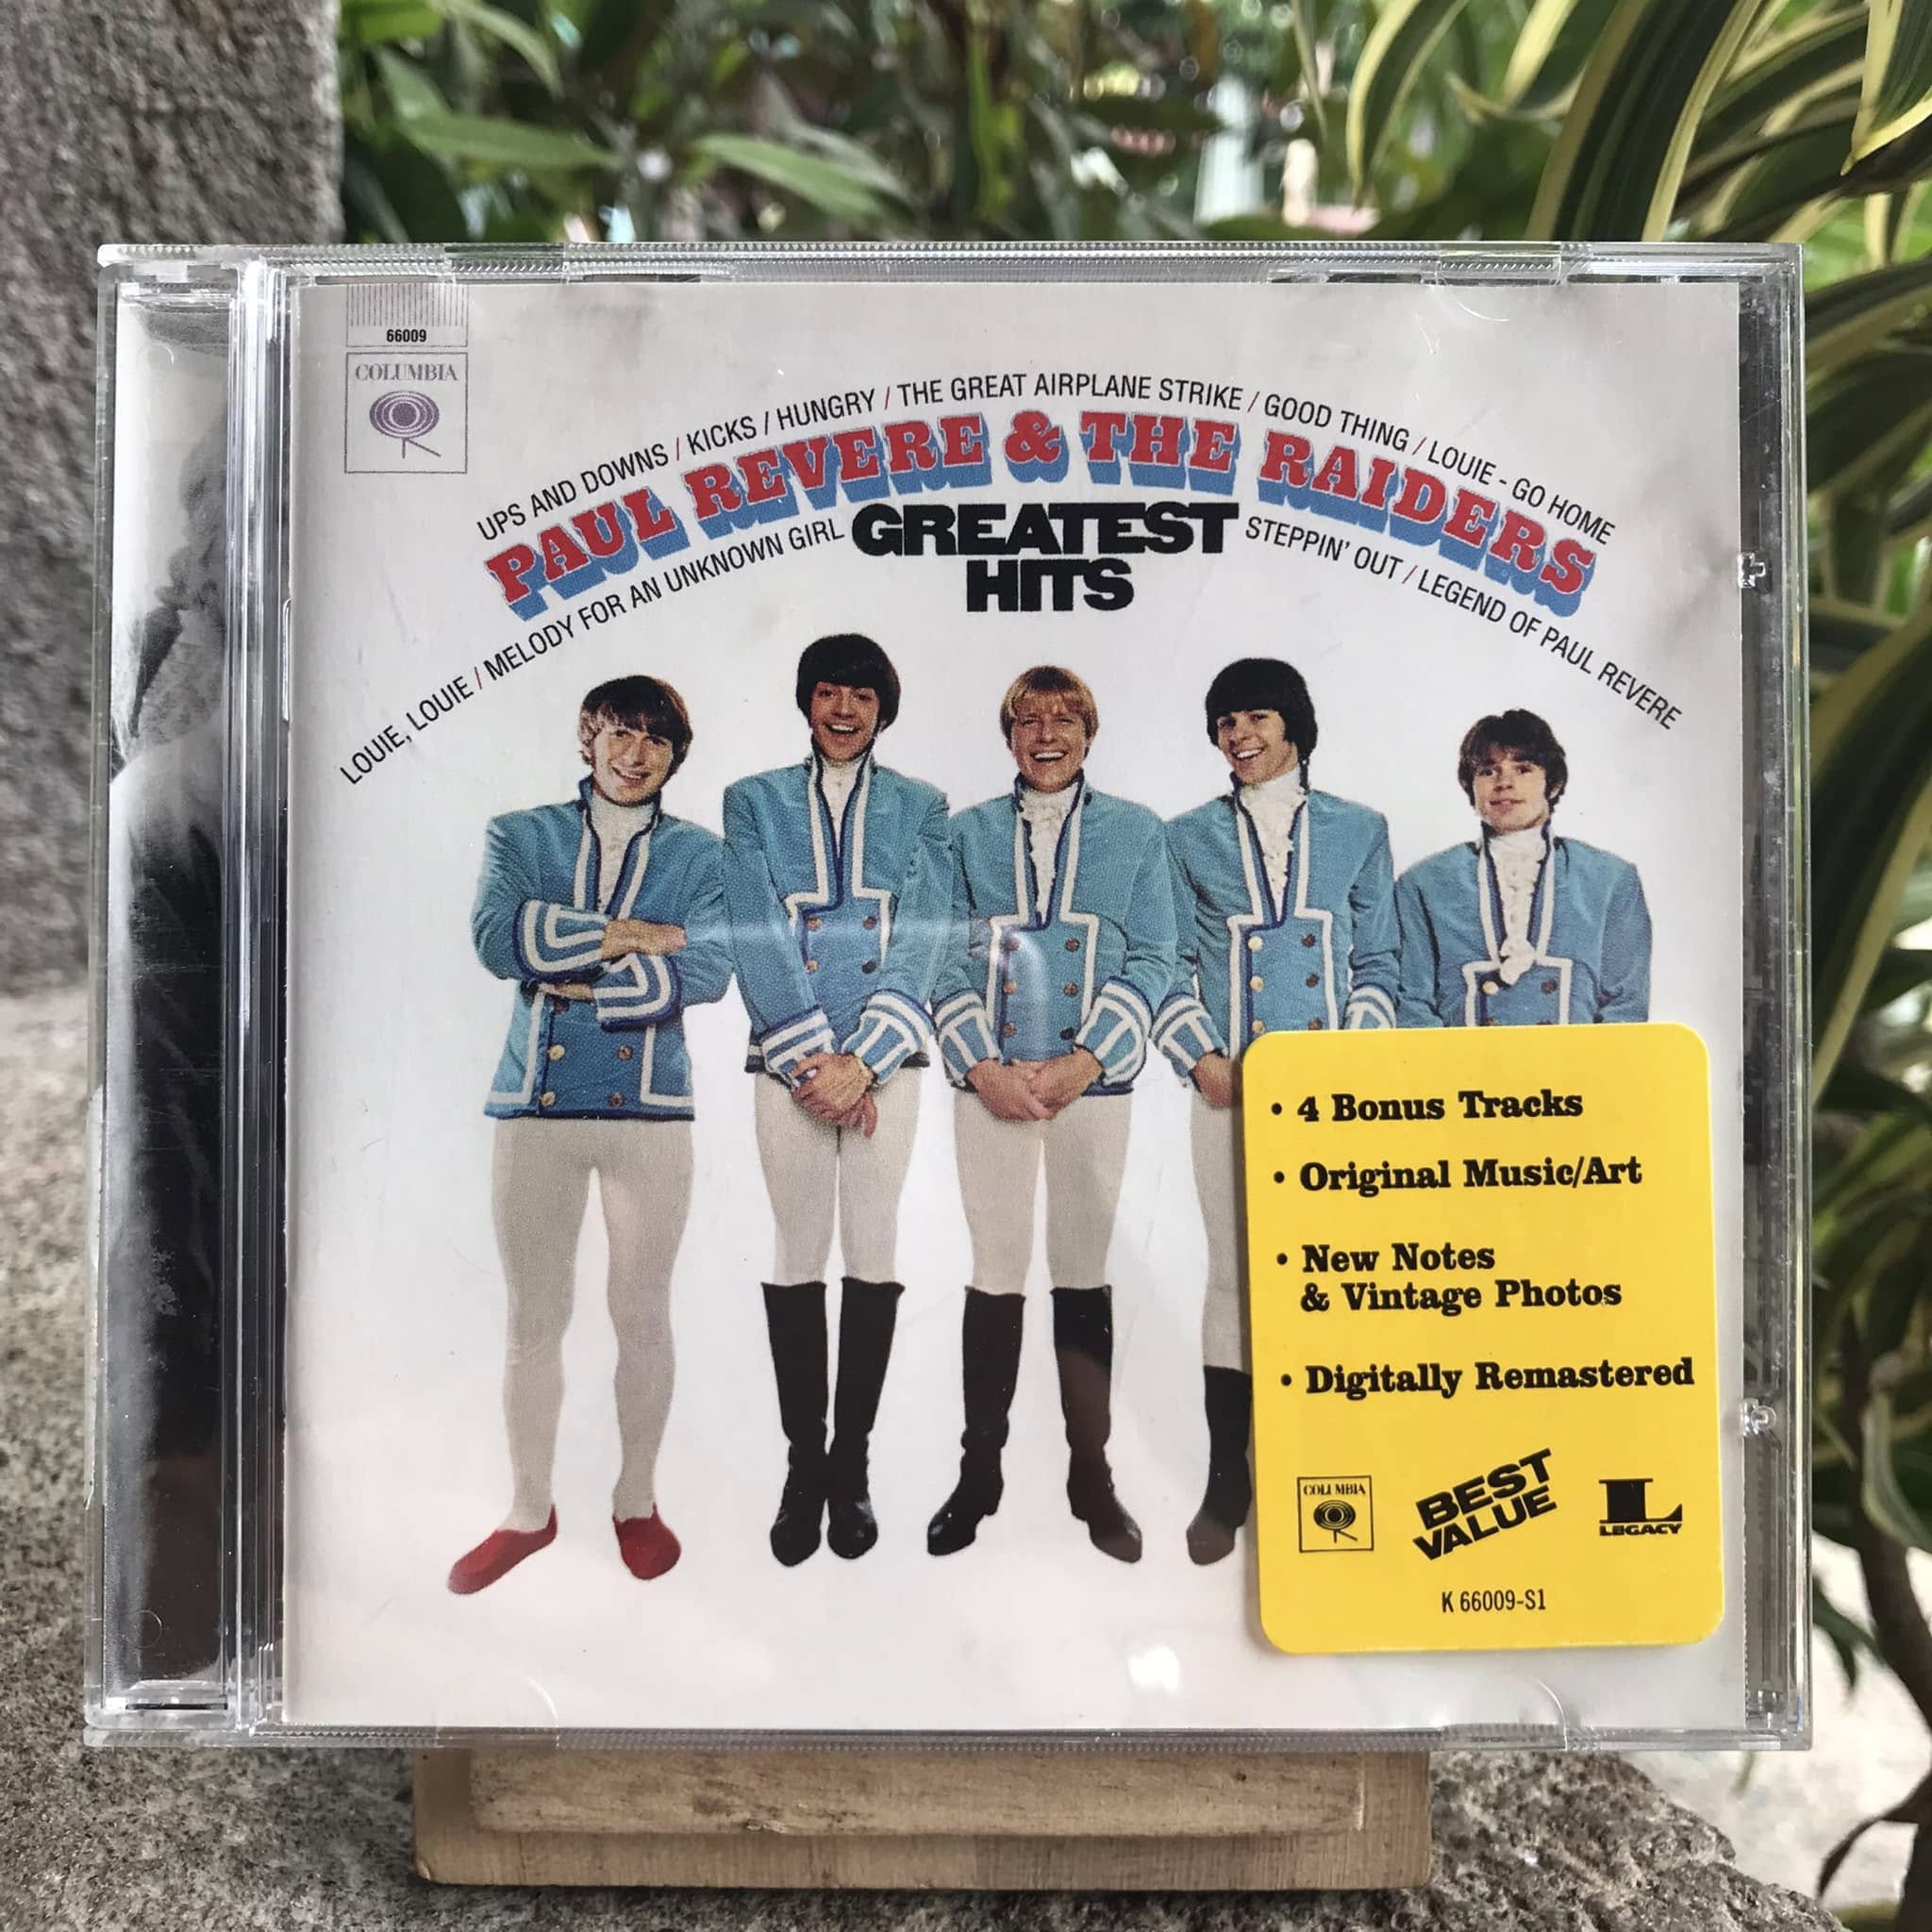 66009
COLUMBIA
UPS AND DOWNS / KICKS / HUNGRY / THE GREAT AIRPLANE STRIKE / GOOD THING / LOUIE - GO HOME
PAUL REVERE & THE RAIDERS
LOUIE, LOUIE / MELODY FOR AN UNKNOWN GIRL
GREATEST
HITS
STEPPIN' OUT / LEGEND OF PAUL REVERE
• 4 Bonus Tracks
• Original Music/Art
• New Notes
& Vintage Photos
• Digitally Remastered
COLUMBIA
BEST
VALUE
L
LEGACY
K 66009-S1